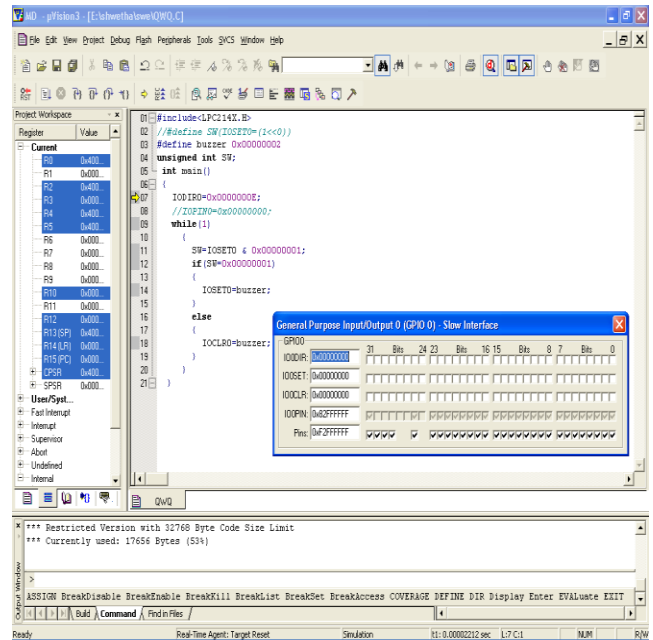 MD - µVision3 - [E:\shwetha\swe\QWQ.C]
File Edit View Project Debug Flash Peripherals Tools SVCS Window Help
Project Workspace
Register Value
Current
R0 0x400...
R1 0x000...
R2 0x400...
R3 0x000...
R4 0x400...
R5 0x400...
R6 0x000...
R7 0x000...
R8 0x000...
R9 0x000...
R10 0x000...
R11 0x000...
R12 0x000...
R13 (SP) 0x400...
R14 (LR) 0x000...
R15 (PC) 0x000...
CPSR 0x400...
SPSR 0x000...
User/Syst...
Fast Interrupt
Interrupt
Supervisor
Abort
Undefined
Internal
01 #include<LPC214X.H>
02 //#define SW(IOSET0=(1<<0))
03 #define buzzer 0x00000002
04 unsigned int SW;
05 int main()
06 {
07 IODIR0=0x0000000E;
08 //IOPIN0=0x00000000;
09 while(1)
10 {
11 SW=IOSET0 & 0x00000001;
12 if(SW=0x00000001)
13 {
14 IOSET0=buzzer;
15 }
16 else
17 {
18 IOCLR0=buzzer;
19 }
20 }
21 }
General Purpose Input/Output 0 (GPIO 0) - Slow Interface
GPIO0
31 Bits 24 23 Bits 16 15 Bits 8 7 Bits 0
IO0DIR: 0x00000000
IO0SET: 0x00000000
IO0CLR: 0x00000000
IO0PIN: 0x82FFFFFF
Pins: 0xF2FFFFFF
QWQ
*** Restricted Version with 32768 Byte Code Size Limit
*** Currently used: 17656 Bytes (53%)
>
ASSIGN BreakDisable BreakEnable BreakKill BreakList BreakSet BreakAccess COVERAGE DEFINE DIR Display Enter EVALuate EXIT
Output Window
Build Command Find in Files
Ready Real-Time Agent: Target Reset Simulation t1: 0.00002212 sec L:7 C:1 NUM R/W